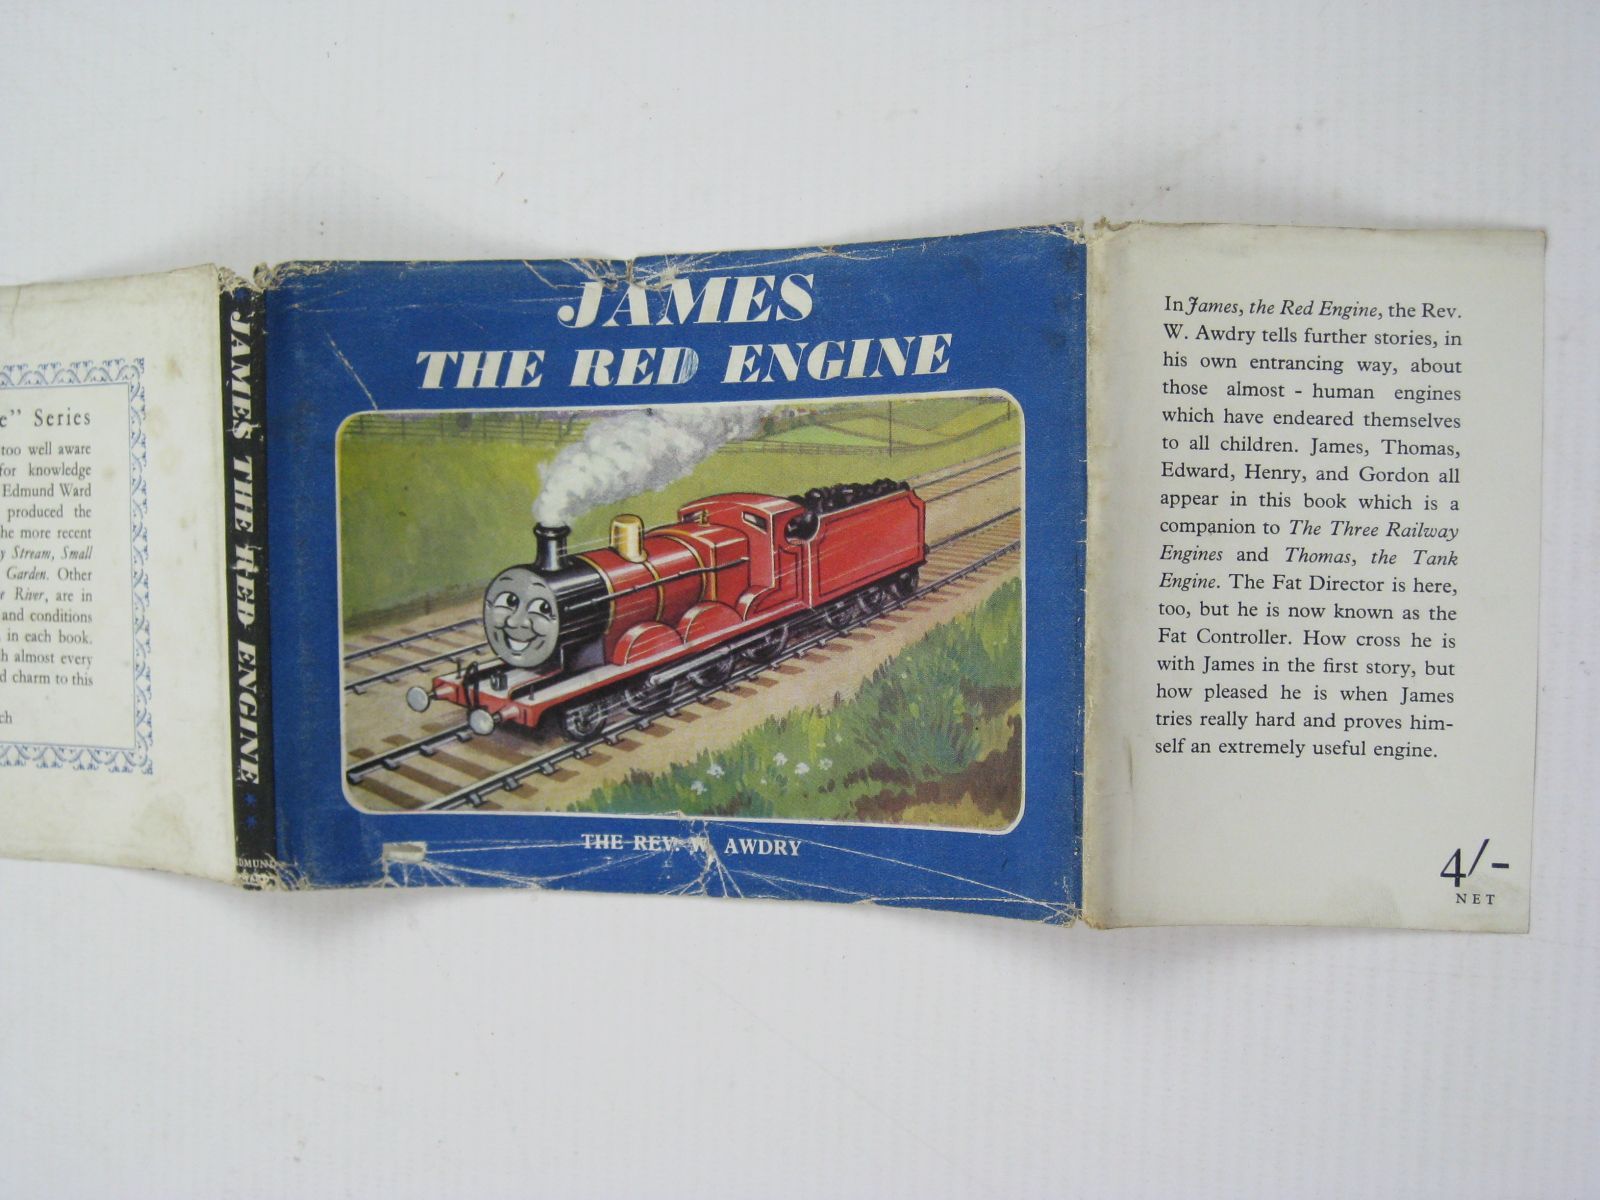 e" Series
too well aware
for knowledge
Edmund Ward
produced the
he more recent
y Stream, Small
Garden. Other
e River, are in
and conditions
, in each book.
h almost every
d charm to this
ch
JAMES THE RED ENGINE
JAMES
THE RED ENGINE
THE REV. W. AWDRY
In James, the Red Engine, the Rev.
W. Awdry tells further stories, in
his own entrancing way, about
those almost - human engines
which have endeared themselves
to all children. James, Thomas,
Edward, Henry, and Gordon all
appear in this book which is a
companion to The Three Railway
Engines and Thomas, the Tank
Engine. The Fat Director is here,
too, but he is now known as the
Fat Controller. How cross he is
with James in the first story, but
how pleased he is when James
tries really hard and proves him-
self an extremely useful engine.
4/-
NET